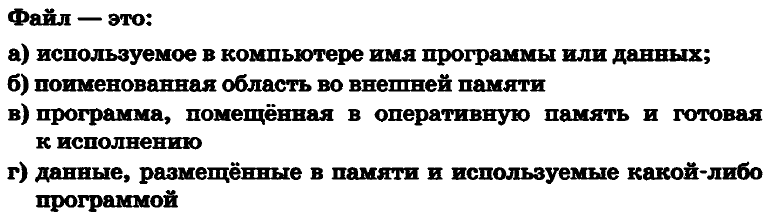 Файл — это:
а) используемое в компьютере имя программы или данных;
б) поименованная область во внешней памяти
в) программа, помещённая в оперативную память и готовая
к исполнению
г) данные, размещённые в памяти и используемые какой-либо
программой